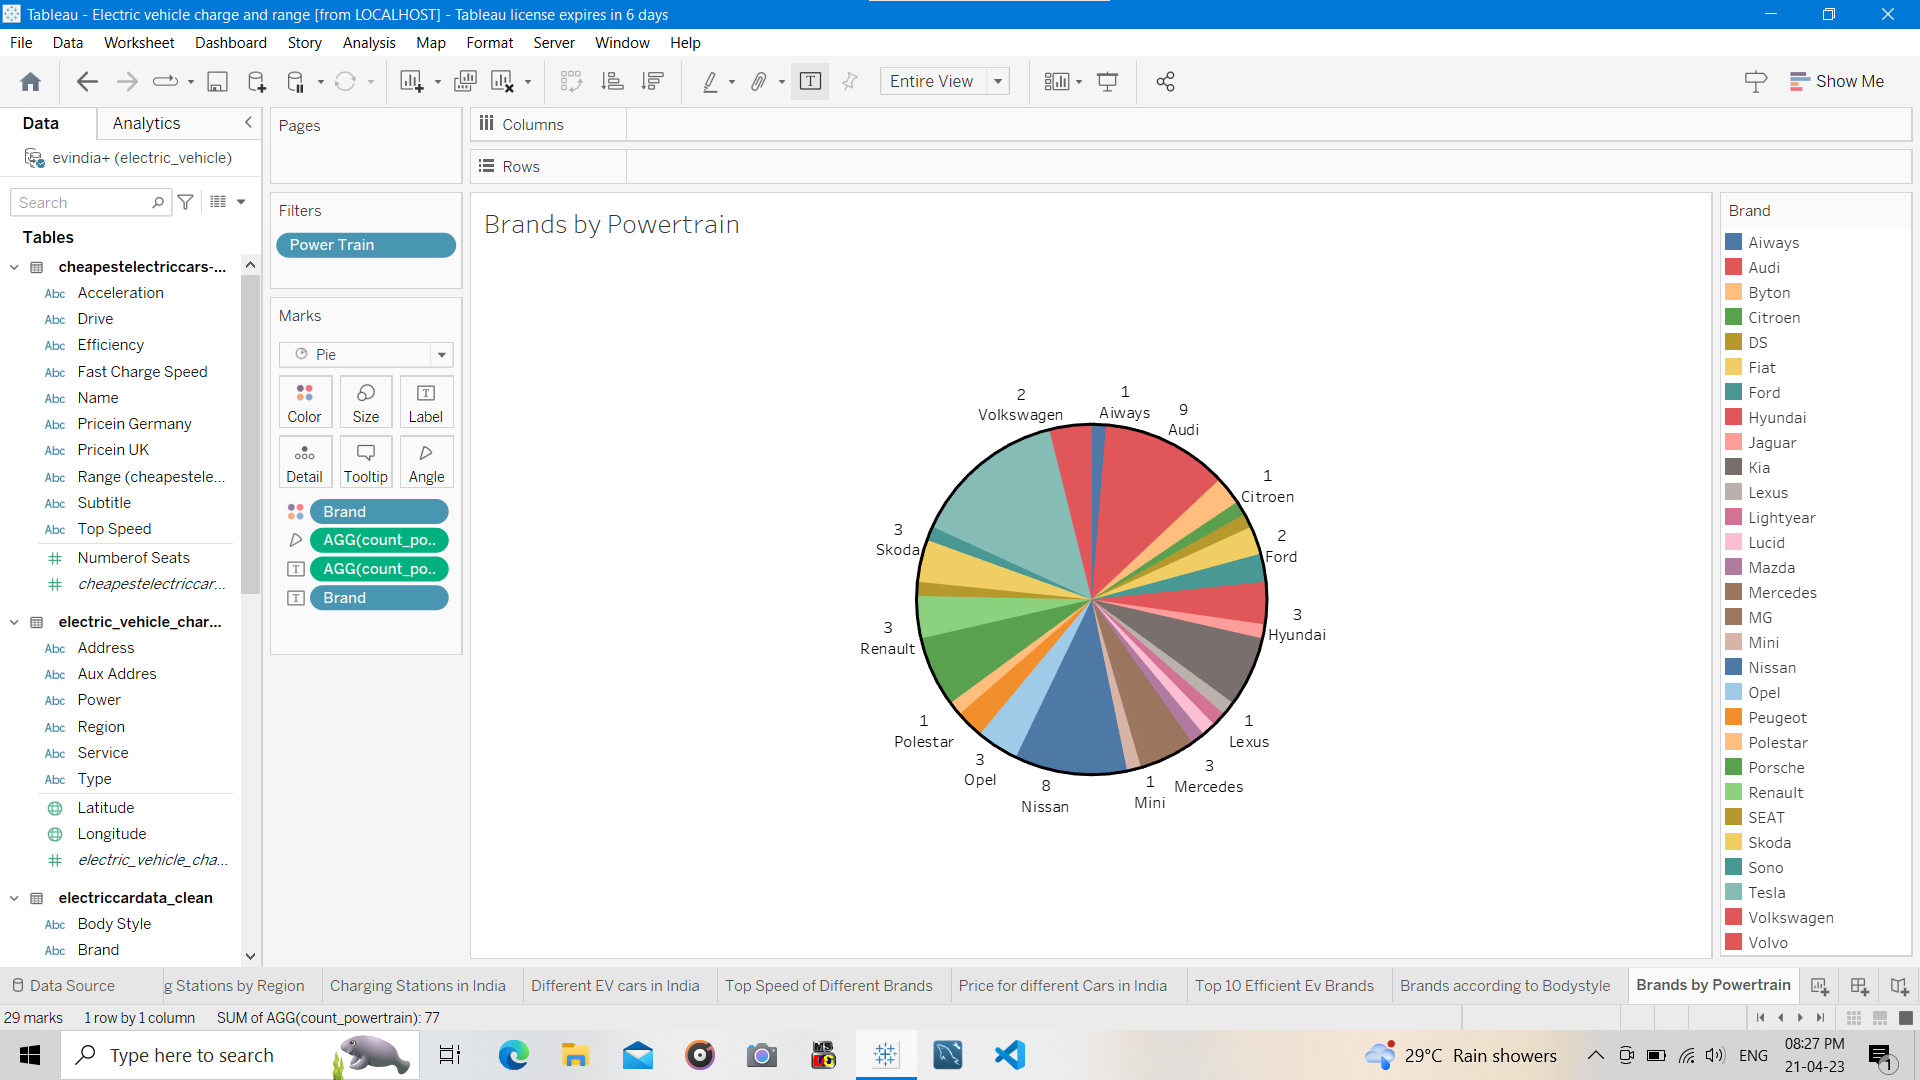 Tableau - Electric vehicle charge and range [from LOCALHOST] - Tableau license expires in 6 days
File Data Worksheet Dashboard Story Analysis Map Format Server Window Help
Entire View
Show Me
Data Analytics
evindia+ (electric_vehicle)
Search
Tables
cheapestelectriccars-...
Abc Acceleration
Abc Drive
Abc Efficiency
Abc Fast Charge Speed
Abc Name
Abc Pricein Germany
Abc Pricein UK
Abc Range (cheapestele...
Abc Subtitle
Abc Top Speed
Numberof Seats
cheapestelectriccar...
electric_vehicle_char...
Abc Address
Abc Aux Addres
Abc Power
Abc Region
Abc Service
Abc Type
Latitude
Longitude
electric_vehicle_cha...
electriccardata_clean
Abc Body Style
Abc Brand
Pages
Filters
Power Train
Marks
Pie
Color Size Label
Detail Tooltip Angle
Brand
AGG(count_po..
AGG(count_po..
Brand
Columns
Rows
Brands by Powertrain
2
Volkswagen
1
Aiways
9
Audi
1
Citroen
2
Ford
3
Hyundai
1
Lexus
3
Mercedes
1
Mini
8
Nissan
3
Opel
1
Polestar
3
Renault
3
Skoda
Brand
Aiways
Audi
Byton
Citroen
DS
Fiat
Ford
Hyundai
Jaguar
Kia
Lexus
Lightyear
Lucid
Mazda
Mercedes
MG
Mini
Nissan
Opel
Peugeot
Polestar
Porsche
Renault
SEAT
Skoda
Sono
Tesla
Volkswagen
Volvo
Data Source g Stations by Region Charging Stations in India Different EV cars in India Top Speed of Different Brands Price for different Cars in India Top 10 Efficient Ev Brands Brands according to Bodystyle Brands by Powertrain
29 marks 1 row by 1 column SUM of AGG(count_powertrain): 77
Type here to search
29°C Rain showers
ENG
08:27 PM
21-04-23
1